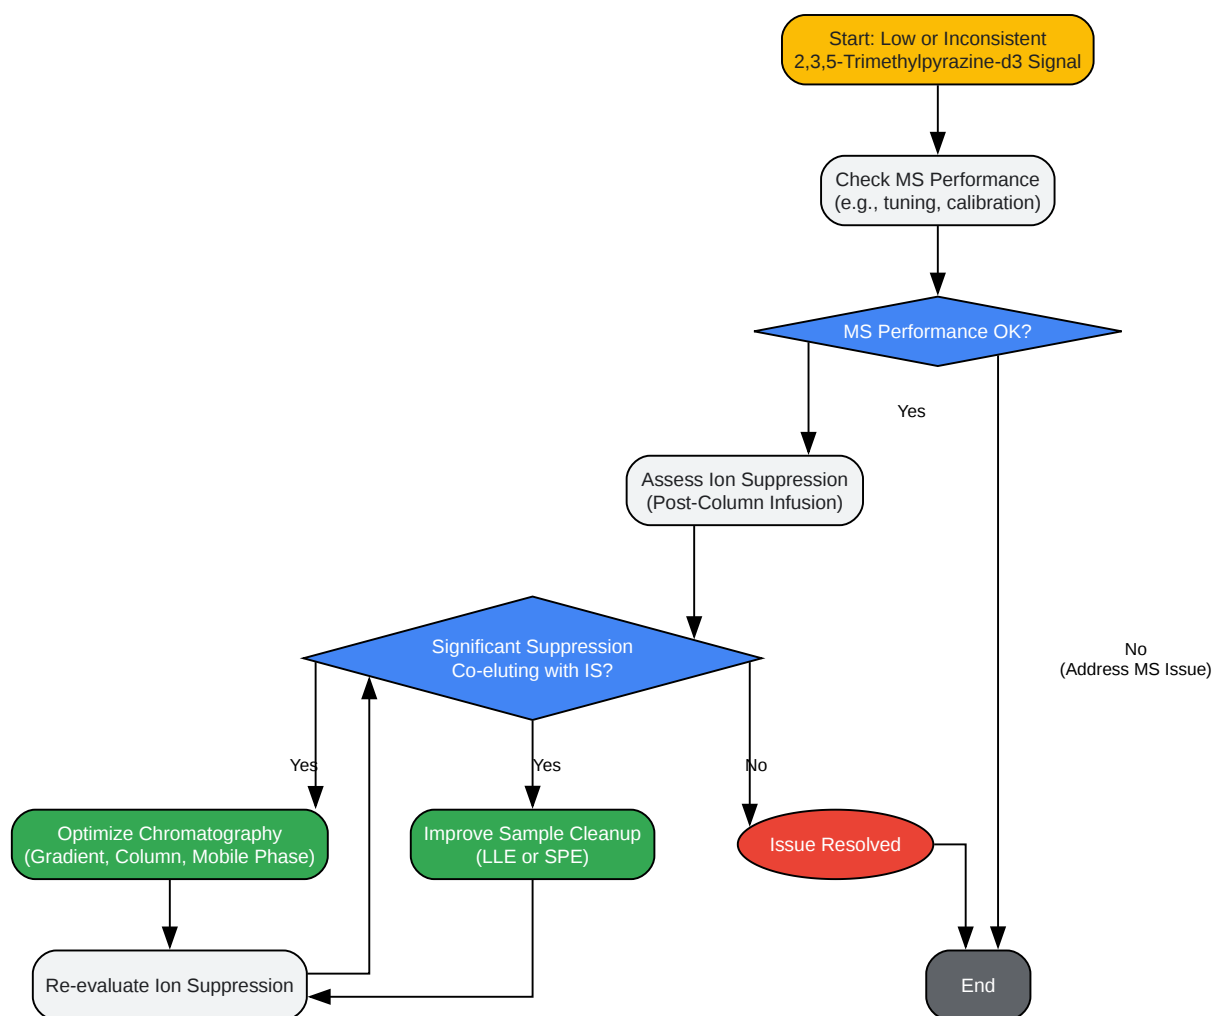 Start: Low or Inconsistent
2,3,5-Trimethylpyrazine-d3 Signal
Check MS Performance
(e.g., tuning, calibration)
MS Performance OK?
Yes
Assess Ion Suppression
(Post-Column Infusion)
No
(Address MS Issue)
Significant Suppression
Co-eluting with IS?
Yes
Yes
No
Optimize Chromatography
(Gradient, Column, Mobile Phase)
Improve Sample Cleanup
(LLE or SPE)
Issue Resolved
Re-evaluate Ion Suppression
End